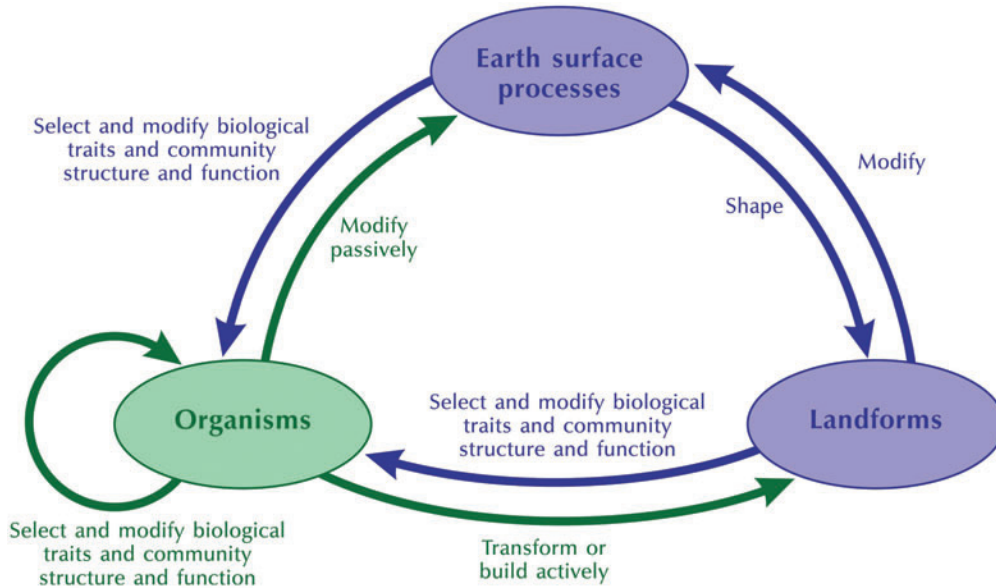 Earth surface
processes
Select and modify biological
traits and community
structure and function
Modify
Shape
Modify
passively
Organisms
Select and modify biological
traits and community
structure and function
Landforms
Select and modify biological
traits and community
structure and function
Transform or
build actively